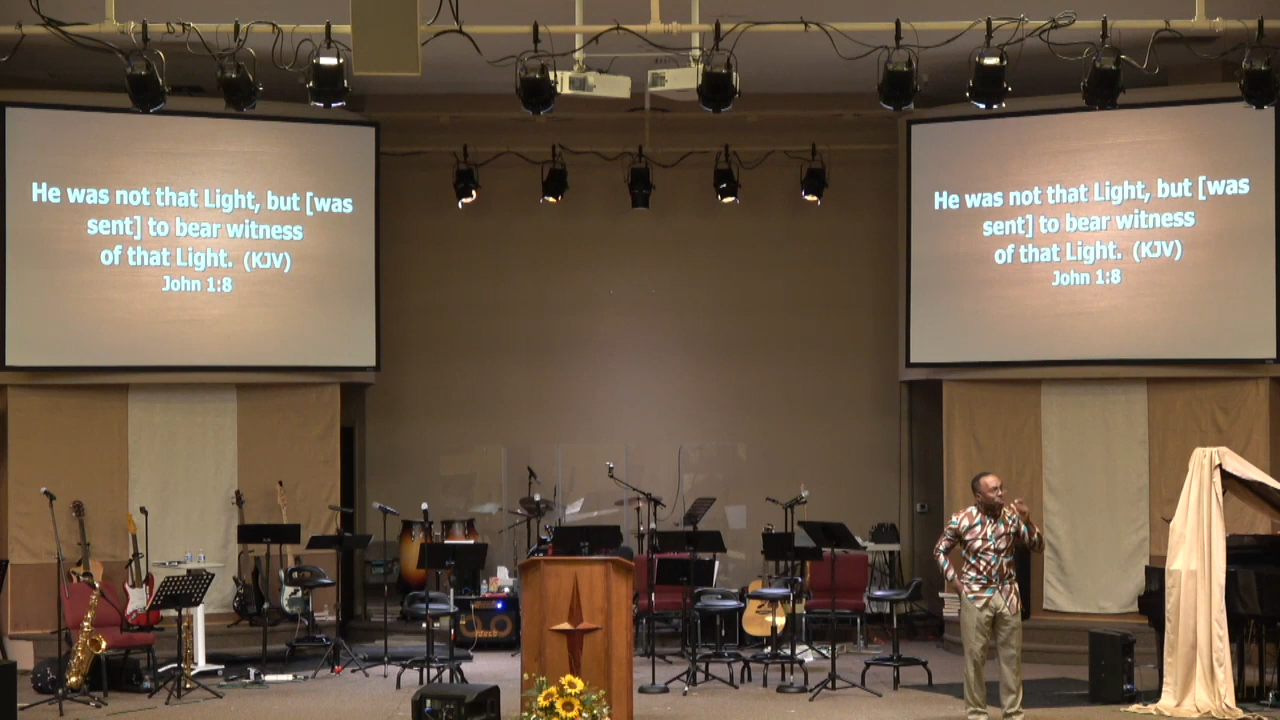 He was not that Light, but [was
sent] to bear witness
of that Light. (KJV)
John 1:8
He was not that Light, but [was
sent] to bear witness
of that Light. (KJV)
John 1:8